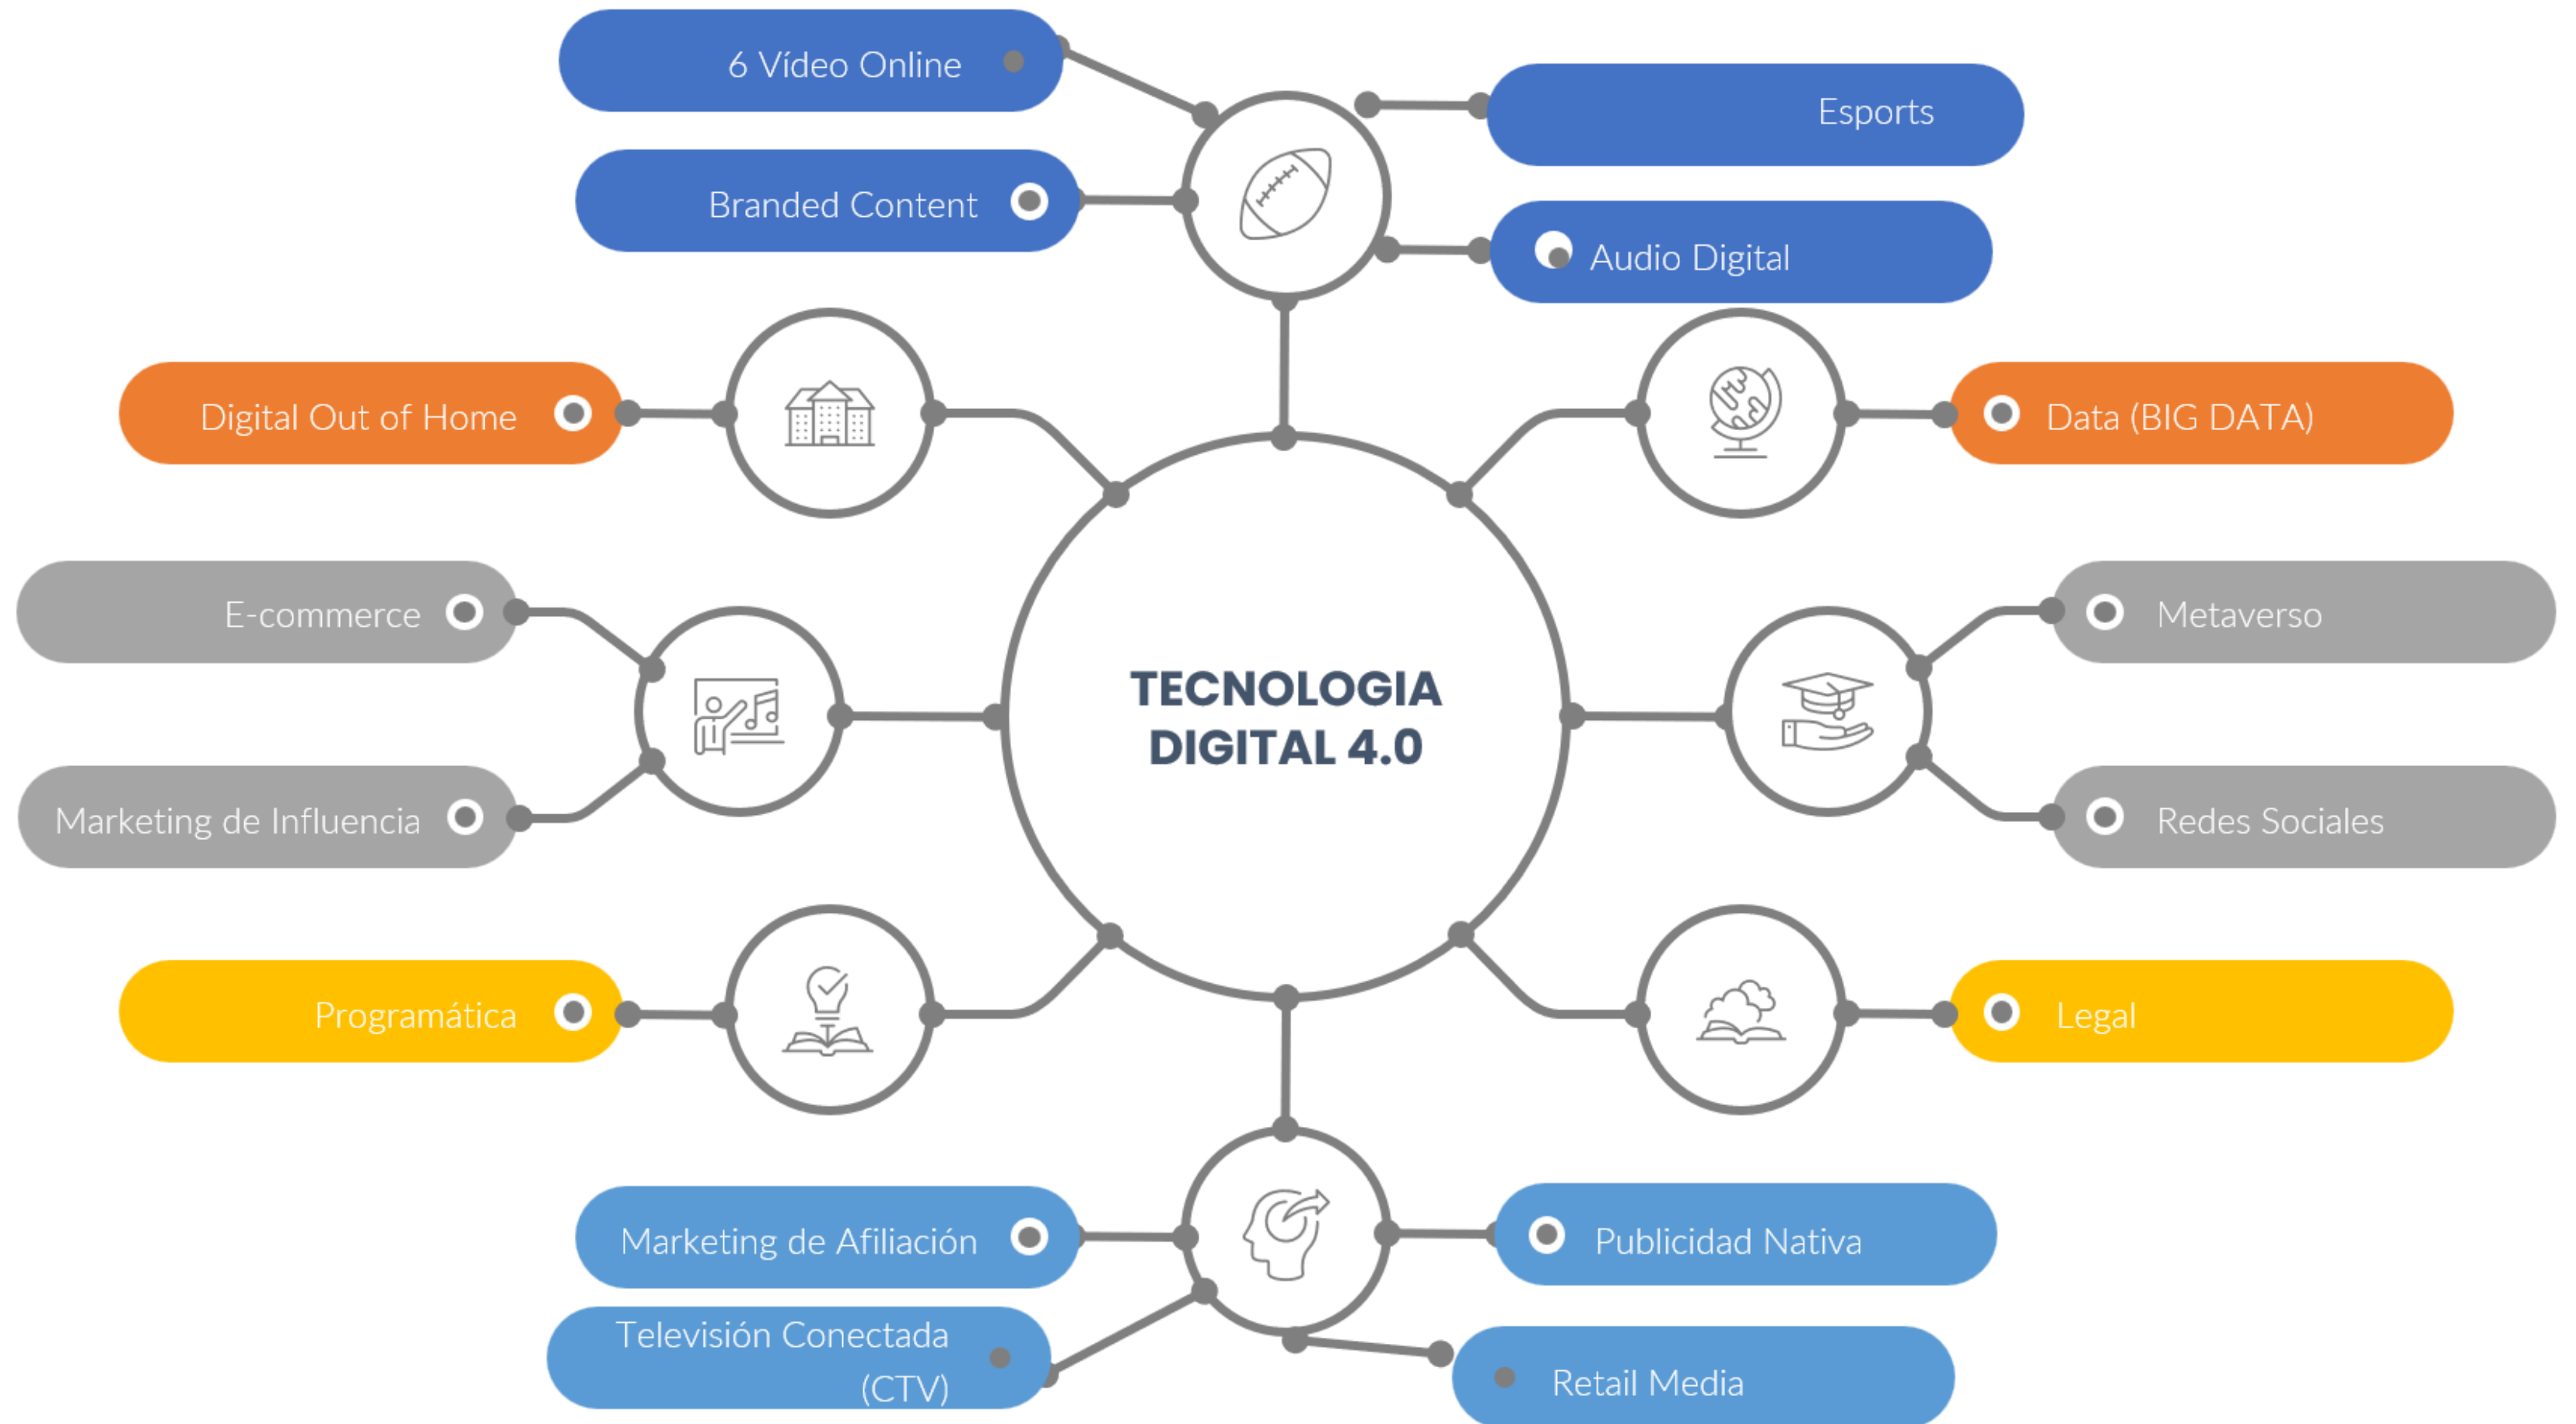 6 Vídeo Online
Esports
Branded Content
Audio Digital
Digital Out of Home
Data (BIG DATA)
E-commerce
Metaverso
TECNOLOGIA
DIGITAL 4.0
Marketing de Influencia
Redes Sociales
Programática
Legal
Marketing de Afiliación
Publicidad Nativa
Televisión Conectada
(CTV)
Retail Media